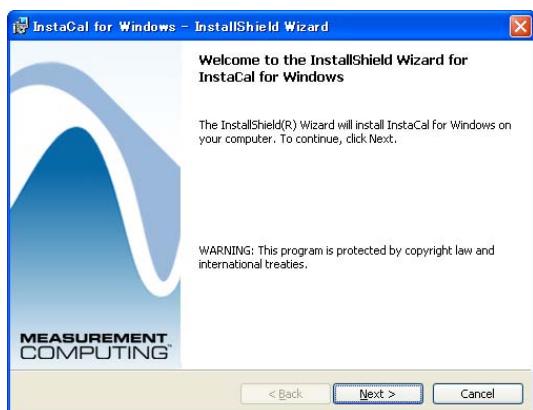 InstaCal for Windows - InstallShield Wizard
Welcome to the InstallShield Wizard for
InstaCal for Windows
The InstallShield(R) Wizard will install InstaCal for Windows on
your computer. To continue, click Next.
WARNING: This program is protected by copyright law and
international treaties.
MEASUREMENT
COMPUTING™
< Back
Next >
Cancel